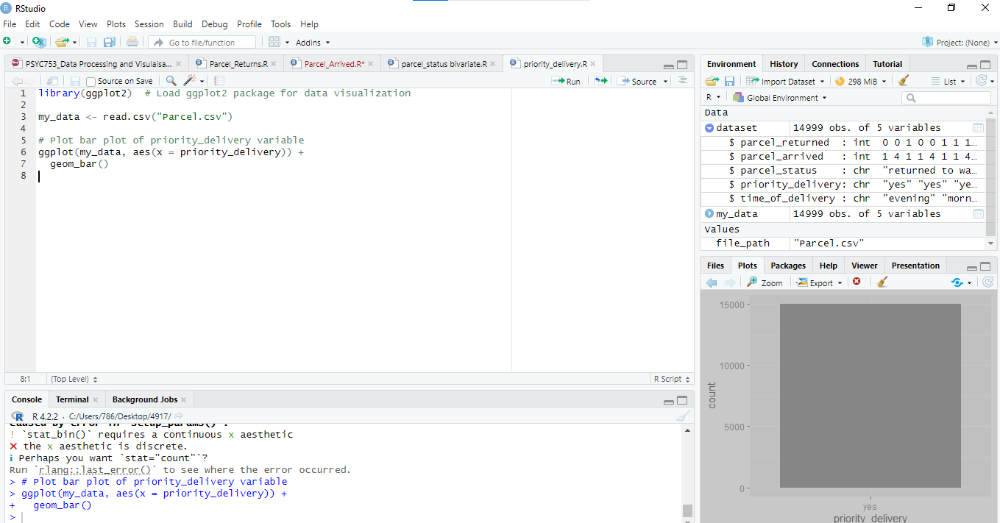 RStudio
File Edit Code View Plots Session Build Debug Profile Tools Help
Go to file/function Addins Project: (None)
PSYC753_Data Processing and Visulaisa... Parcel_Returns.R Parcel_Arrived.R* parcel_status bivariate.R priority_delivery.R
Source on Save Run Source
1 library(ggplot2)  # Load ggplot2 package for data visualization
2
3 my_data <- read.csv("Parcel.csv")
4
5 # Plot bar plot of priority_delivery variable
6 ggplot(my_data, aes(x = priority_delivery)) +
7   geom_bar()
8
8:1 (Top Level) R Script
Console Terminal Background Jobs
R 4.2.2 · C:/Users/786/Desktop/4917/
Caused by error in `setup_params()`:
! `stat_bin()` requires a continuous x aesthetic
✖ the x aesthetic is discrete.
ℹ Perhaps you want `stat="count"`?
Run `rlang::last_error()` to see where the error occurred.
> # Plot bar plot of priority_delivery variable
> ggplot(my_data, aes(x = priority_delivery)) +
+   geom_bar()
>
Environment History Connections Tutorial
Import Dataset 298 MiB List
R Global Environment
Data
dataset 14999 obs. of 5 variables
$ parcel_returned : int 0 0 1 0 0 1 1 1...
$ parcel_arrived : int 1 4 1 1 4 1 1 4...
$ parcel_status : chr "returned to wa...
$ priority_delivery: chr "yes" "yes" "ye...
$ time_of_delivery : chr "evening" "morn...
my_data 14999 obs. of 5 variables
Values
file_path "Parcel.csv"
Files Plots Packages Help Viewer Presentation
Zoom Export
15000
10000
5000
0
count
yes
priority_delivery